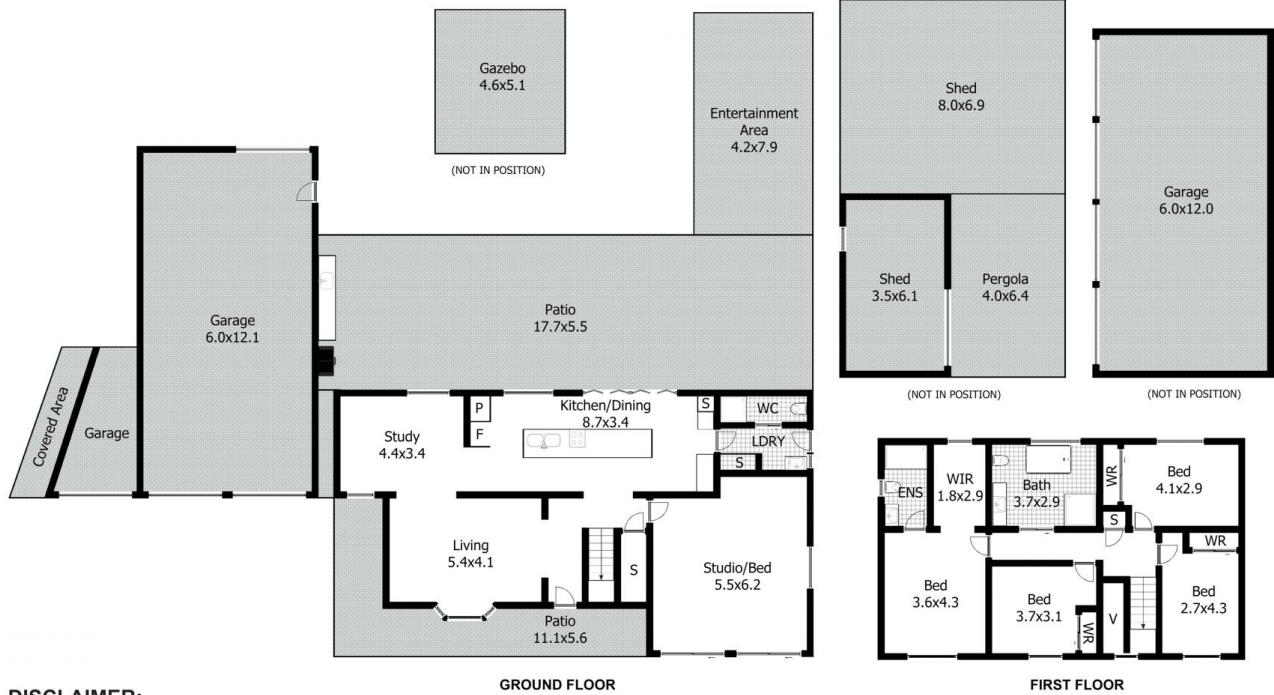 Gazebo
4.6x5.1
(NOT IN POSITION)
Entertainment
Area
4.2x7.9
Garage
6.0x12.1
Patio
17.7x5.5
Covered Area
Garage
Study
4.4x3.4
P
F
Kitchen/Dining
8.7x3.4
S
WC
LDRY
S
Living
5.4x4.1
S
Studio/Bed
5.5x6.2
Patio
11.1x5.6
GROUND FLOOR
Shed
8.0x6.9
Shed
3.5x6.1
Pergola
4.0x6.4
(NOT IN POSITION)
Garage
6.0x12.0
(NOT IN POSITION)
ENS
WIR
1.8x2.9
Bath
3.7x2.9
WR
Bed
4.1x2.9
S
WR
Bed
3.6x4.3
Bed
3.7x3.1
WR
V
Bed
2.7x4.3
FIRST FLOOR
DISCLAIMER: